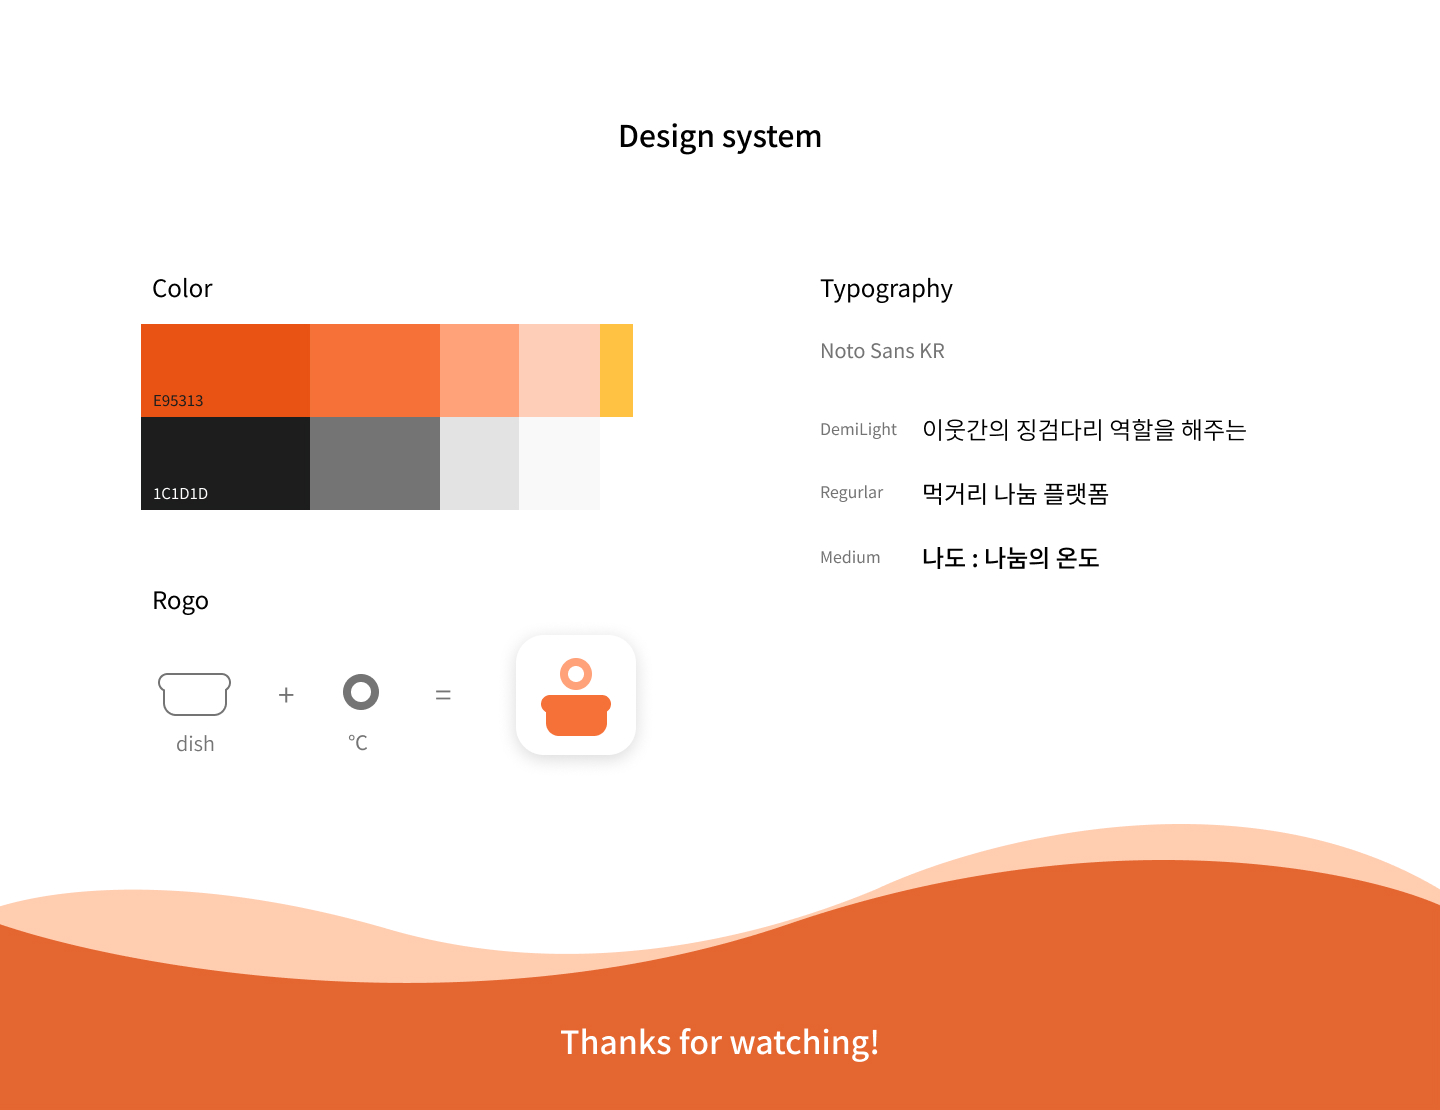 Design system
Color
E95313
1C1D1D
Rogo
+
=
dish
℃
Typography
Noto Sans KR
DemiLight 이웃간의 징검다리 역할을 해주는
Regurlar 먹거리 나눔 플랫폼
Medium 나도 : 나눔의 온도
Thanks for watching!